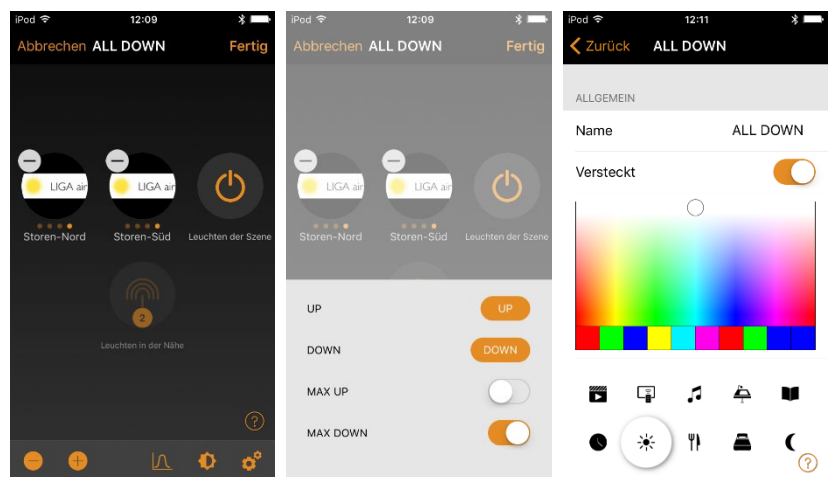 iPod 12:09
Abbrechen ALL DOWN Fertig
LIGA air LIGA air
Storen-Nord Storen-Süd Leuchten der Szene
2
Leuchten in der Nähe
?
iPod 12:09
Abbrechen ALL DOWN Fertig
LIGA air LIGA air
Storen-Nord Storen-Süd Leuchten der Szene
UP UP
DOWN DOWN
MAX UP
MAX DOWN
iPod 12:11
Zurück ALL DOWN
ALLGEMEIN
Name ALL DOWN
Versteckt
?